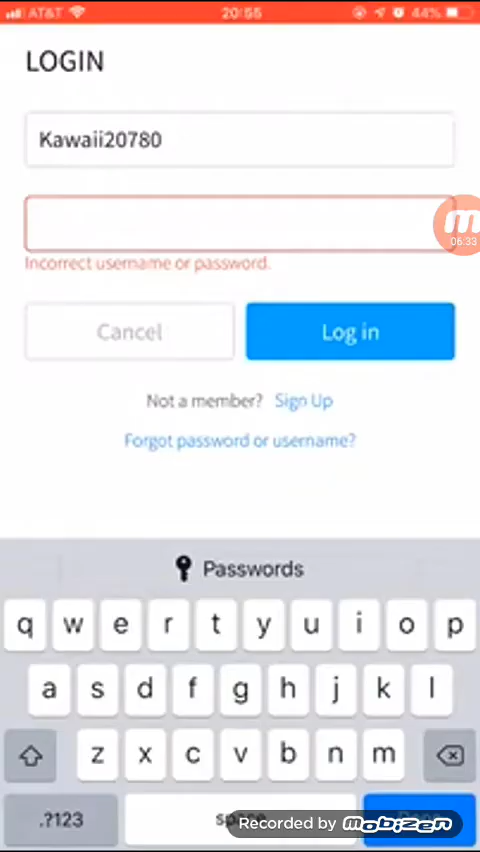 AT&T 20:55 44%
LOGIN
Kawaii20780
06:33
Incorrect username or password.
Cancel Log in
Not a member? Sign Up
Forgot password or username?
Passwords
q w e r t y u i o p
a s d f g h j k l
z x c v b n m
.?123 space
Recorded by mobizen